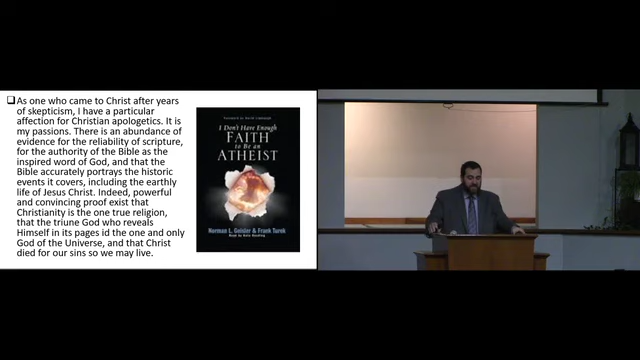 As one who came to Christ after years
of skepticism, I have a particular
affection for Christian apologetics. It is
my passions. There is an abundance of
evidence for the reliability of scripture,
for the authority of the Bible as the
inspired word of God, and that the
Bible accurately portrays the historic
events it covers, including the earthly
life of Jesus Christ. Indeed, powerful
and convincing proof exist that
Christianity is the one true religion,
that the triune God who reveals
Himself in its pages id the one and only
God of the Universe, and that Christ
died for our sins so we may live.
I Don't Have Enough
FAITH
to Be an
ATHEIST
Norman L. Geisler & Frank Turek